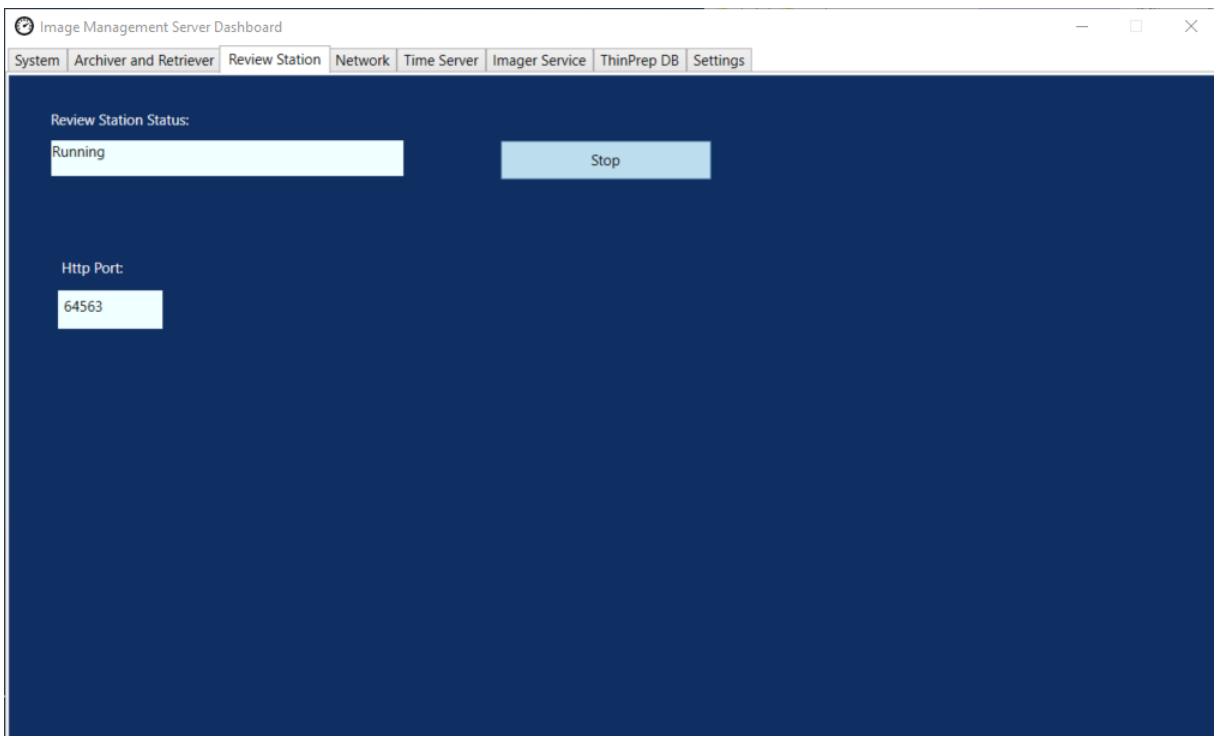 Image Management Server Dashboard
System Archiver and Retriever Review Station Network Time Server Imager Service ThinPrep DB Settings
Review Station Status:
Running
Stop
Http Port:
64563